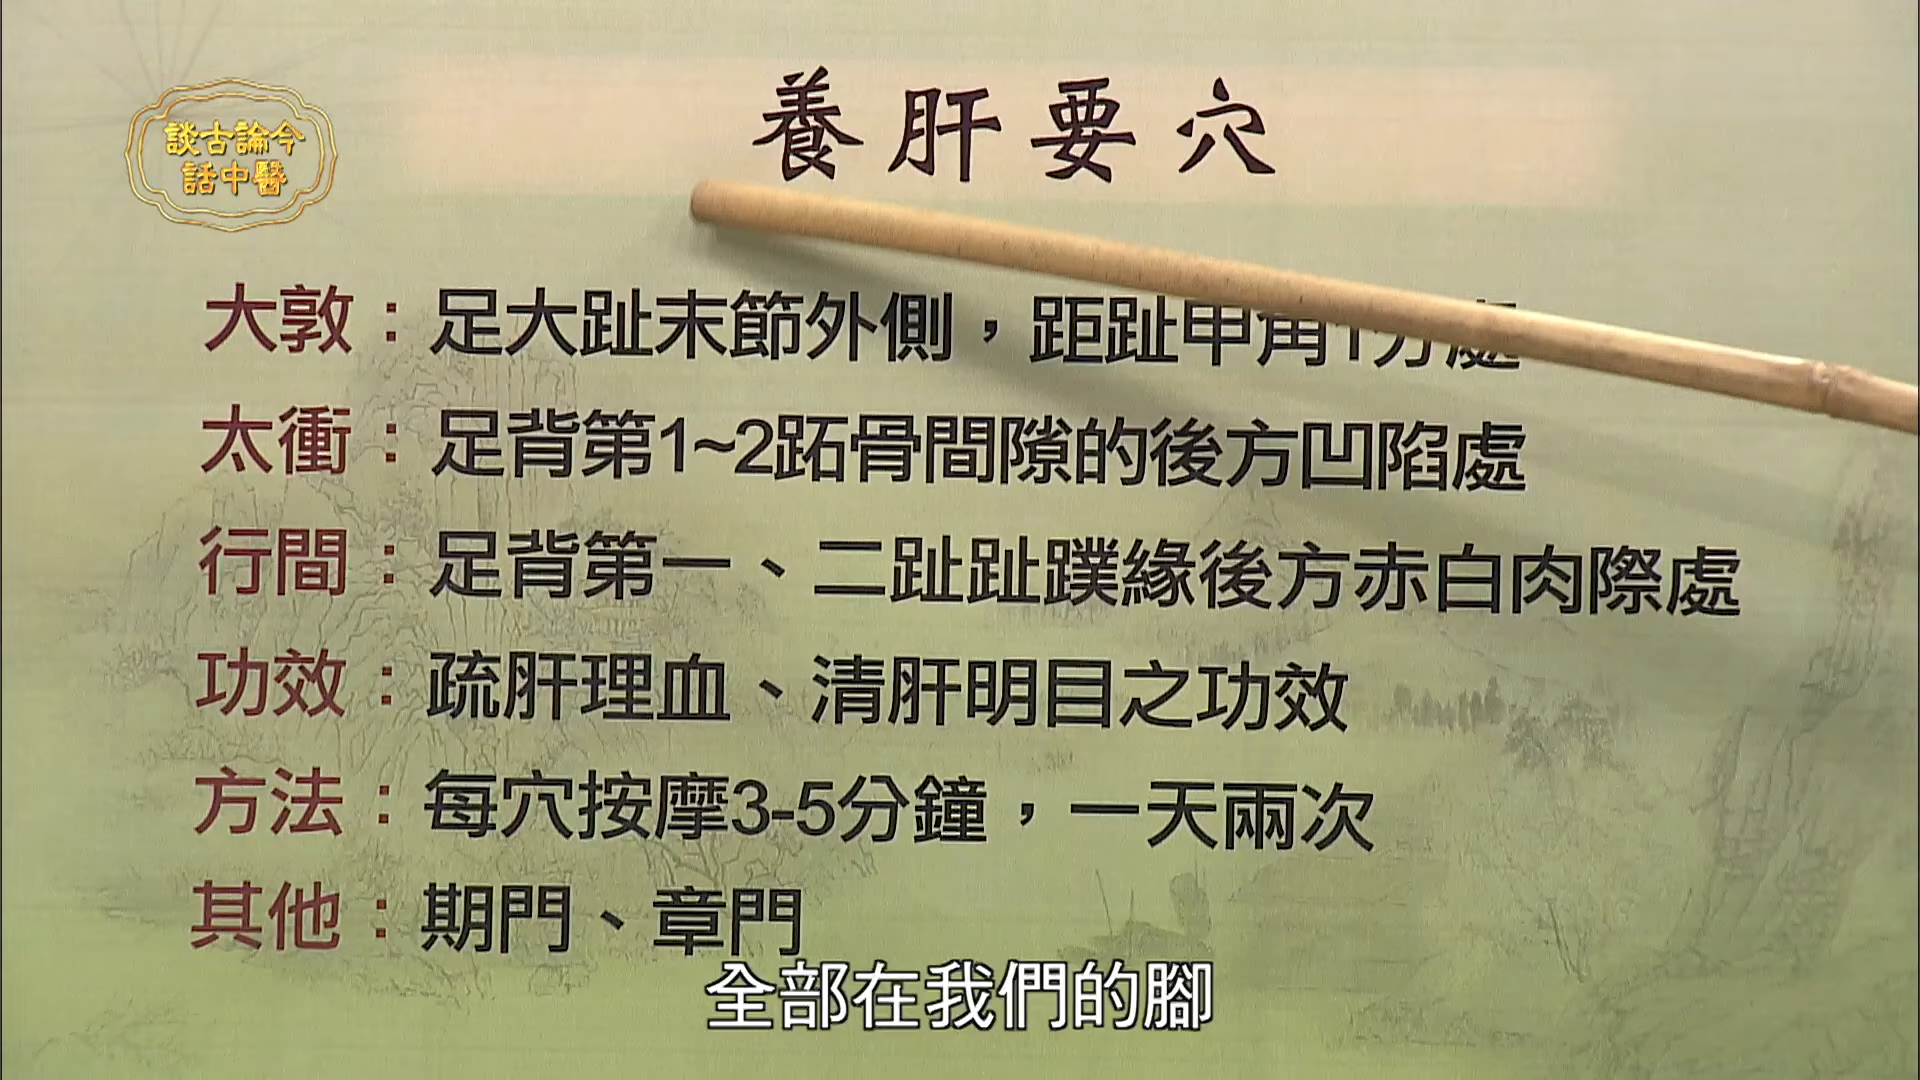 談古論今
話中醫
養肝要穴
大敦：足大趾末節外側，距趾甲角1分處
太衝：足背第1~2跖骨間隙的後方凹陷處
行間：足背第一、二趾趾蹼緣後方赤白肉際處
功效：疏肝理血、清肝明目之功效
方法：每穴按摩3-5分鐘，一天兩次
其他：期門、章門
全部在我們的腳